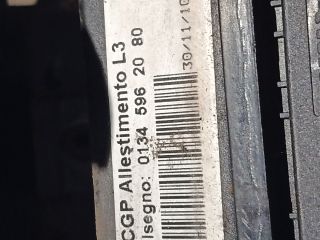 CGP Allestimento L3
isegno: 0134 596 20 80
30/11/10